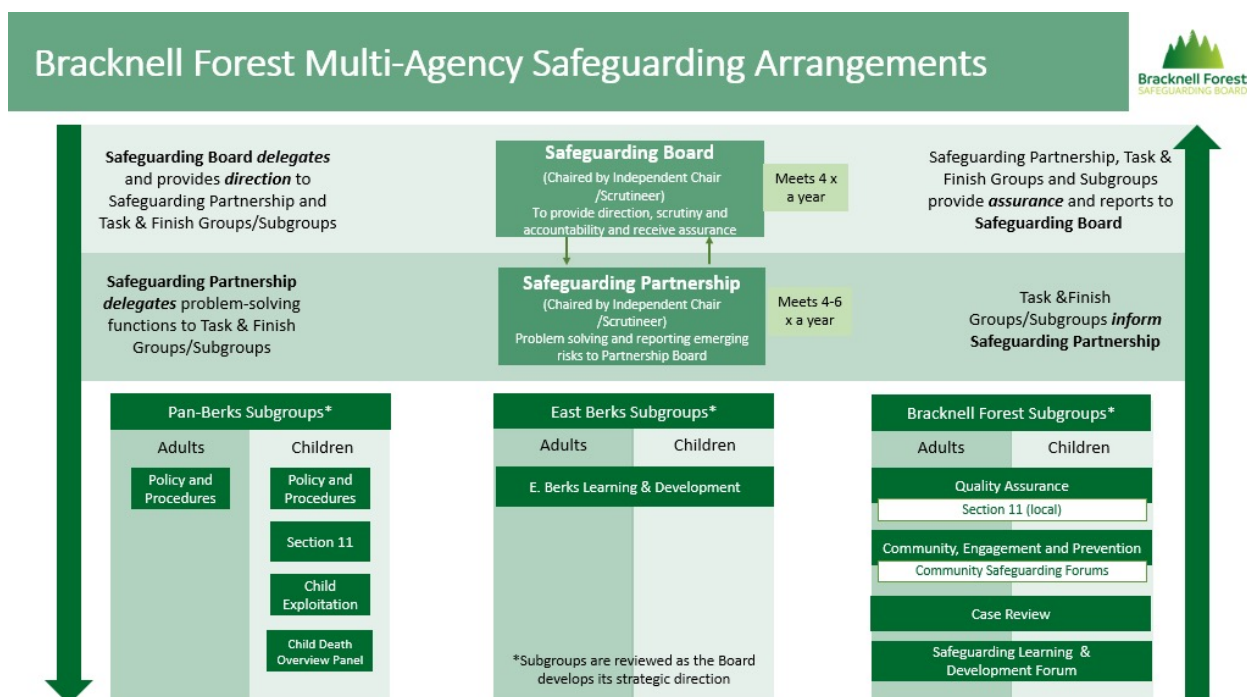 Bracknell Forest Multi-Agency Safeguarding Arrangements
Bracknell Forest
SAFEGUARDING BOARD
Safeguarding Board delegates
and provides direction to
Safeguarding Partnership and
Task & Finish Groups/Subgroups
Safeguarding Board
(Chaired by Independent Chair
/Scrutineer)
To provide direction, scrutiny and
accountability and receive assurance
Meets 4 x
a year
Safeguarding Partnership, Task &
Finish Groups and Subgroups
provide assurance and reports to
Safeguarding Board
Safeguarding Partnership
delegates problem-solving
functions to Task & Finish
Groups/Subgroups
Safeguarding Partnership
(Chaired by Independent Chair
/Scrutineer)
Problem solving and reporting emerging
risks to Partnership Board
Meets 4-6
x a year
Task &Finish
Groups/Subgroups inform
Safeguarding Partnership
Pan-Berks Subgroups*
Adults
Children
Policy and
Procedures
Policy and
Procedures
Section 11
Child
Exploitation
Child Death
Overview Panel
East Berks Subgroups*
Adults
Children
E. Berks Learning & Development
*Subgroups are reviewed as the Board
develops its strategic direction
Bracknell Forest Subgroups*
Adults
Children
Quality Assurance
Section 11 (local)
Community, Engagement and Prevention
Community Safeguarding Forums
Case Review
Safeguarding Learning &
Development Forum